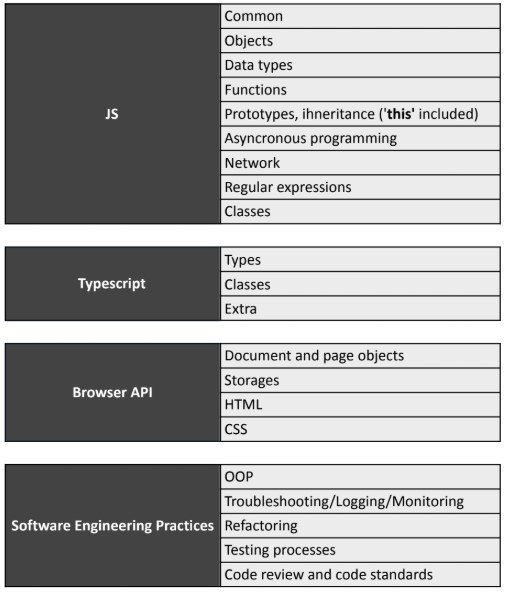 JS
Common
Objects
Data types
Functions
Prototypes, ihneritance ('this' included)
Asyncronous programming
Network
Regular expressions
Classes
Typescript
Types
Classes
Extra
Browser API
Document and page objects
Storages
HTML
CSS
Software Engineering Practices
OOP
Troubleshooting/Logging/Monitoring
Refactoring
Testing processes
Code review and code standards